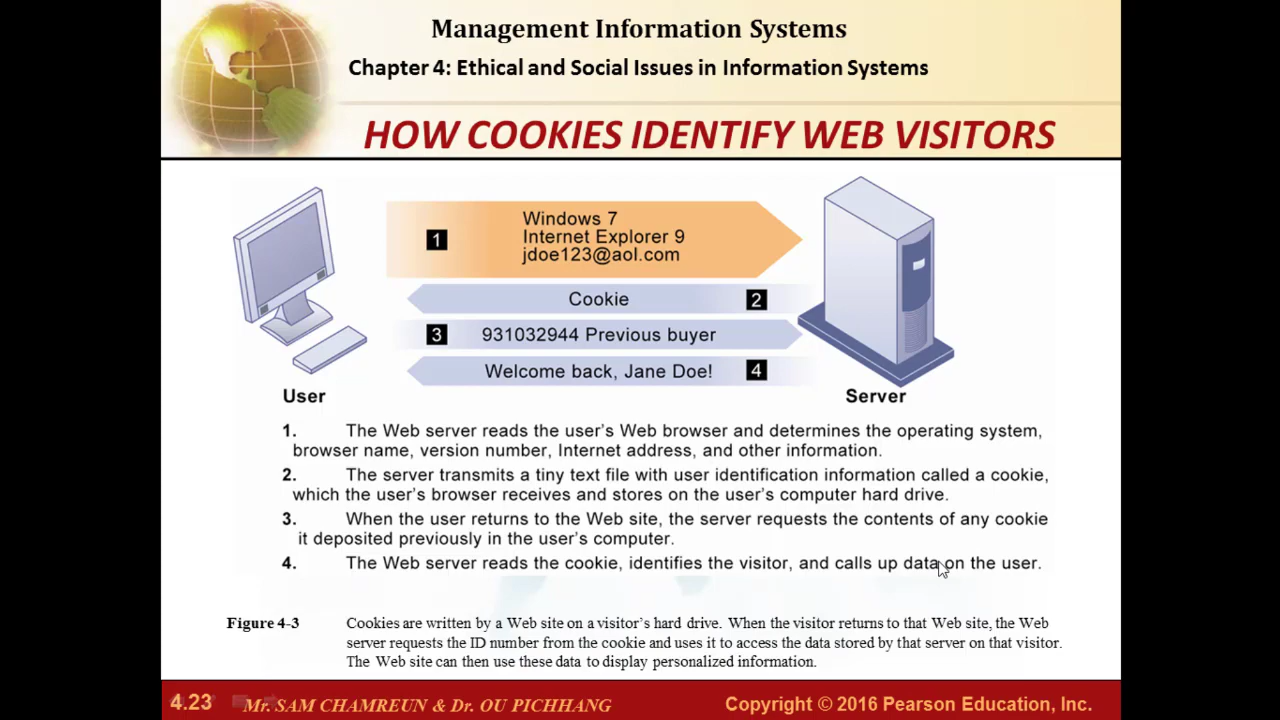 Management Information Systems
Chapter 4: Ethical and Social Issues in Information Systems
HOW COOKIES IDENTIFY WEB VISITORS
1
Windows 7
Internet Explorer 9
jdoe123@aol.com
Cookie 2
3 931032944 Previous buyer
Welcome back, Jane Doe! 4
User
Server
1. The Web server reads the user's Web browser and determines the operating system,
browser name, version number, Internet address, and other information.
2. The server transmits a tiny text file with user identification information called a cookie,
which the user's browser receives and stores on the user's computer hard drive.
3. When the user returns to the Web site, the server requests the contents of any cookie
it deposited previously in the user's computer.
4. The Web server reads the cookie, identifies the visitor, and calls up data on the user.
Figure 4-3 Cookies are written by a Web site on a visitor's hard drive. When the visitor returns to that Web site, the Web
server requests the ID number from the cookie and uses it to access the data stored by that server on that visitor.
The Web site can then use these data to display personalized information.
4.23 Mr. SAM CHAMREUN & Dr. OU PICHHANG Copyright © 2016 Pearson Education, Inc.